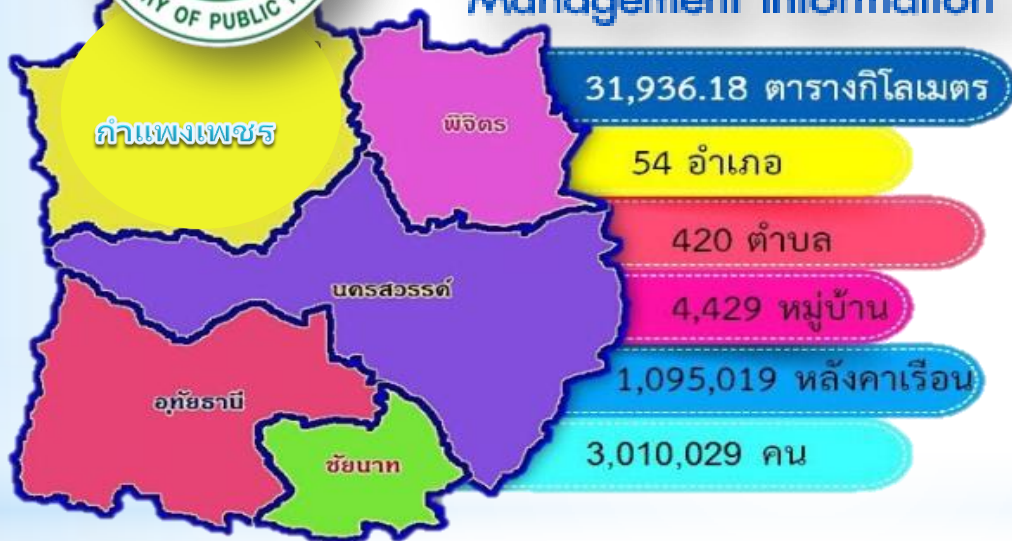 OF PUBLIC
Management Information
กำแพงเพชร
พิจิตร
นครสวรรค์
อุทัยธานี
ชัยนาท
31,936.18 ตารางกิโลเมตร
54 อำเภอ
420 ตำบล
4,429 หมู่บ้าน
1,095,019 หลังคาเรือน
3,010,029 คน